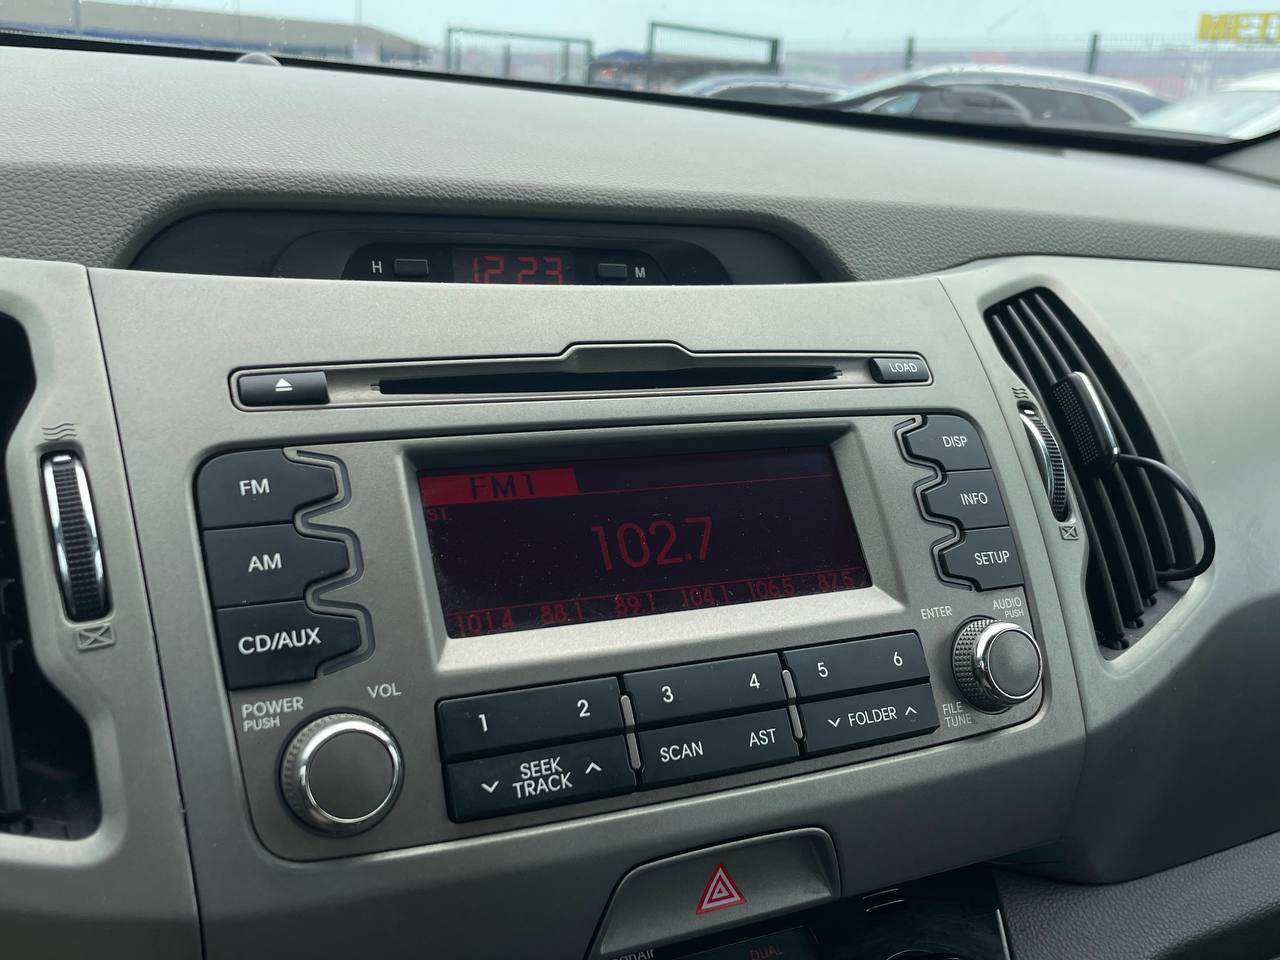 H 12:23 M
LOAD
FM
AM
CD/AUX
POWER
PUSH
VOL
FM1
ST
102.7
101.4 88.1 89.1 104.1 106.5 87.5
DISP
INFO
SETUP
ENTER
AUDIO
PUSH
FILE
TUNE
1 2 3 4 5 6
SEEK
TRACK
SCAN AST
FOLDER
DUAL